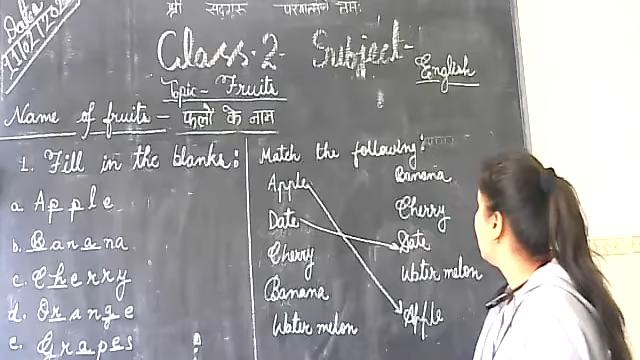 श्री सदगुरु परमात्मने नमः
Date
Class-2 Subject-
English
Topic- Fruits
Name of fruits - फलों के नाम
1. Fill in the blanks:
a. Apple
b. Banana
c. Cherry
d. Orange
e. Grapes
Match the following:
Apple Banana
Date Cherry
Cherry Date
Banana Water melon
Water melon Apple